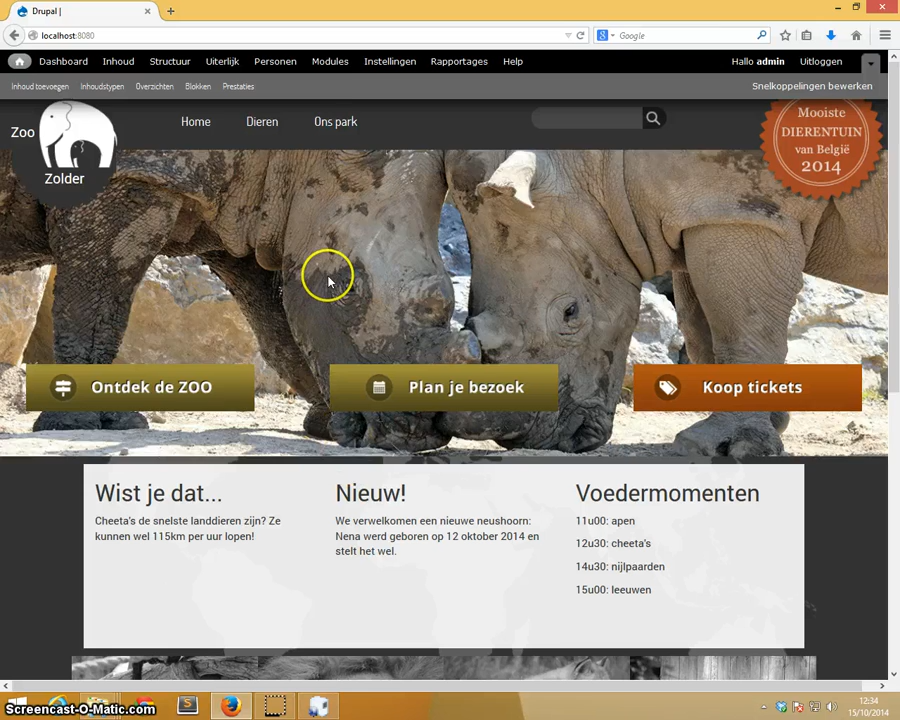 Drupal |
localhost:8080
Google
Dashboard Inhoud Structuur Uiterlijk Personen Modules Instellingen Rapportages Help
Hallo admin Uitloggen
Inhoud toevoegen Inhoudstypen Overzichten Blokken Prestaties
Snelkoppelingen bewerken
Zoo
Zolder
Home Dieren Ons park
Mooiste
DIERENTUIN
van België
2014
Ontdek de ZOO
Plan je bezoek
Koop tickets
Wist je dat...
Cheeta's de snelste landdieren zijn? Ze
kunnen wel 115km per uur lopen!
Nieuw!
We verwelkomen een nieuwe neushoorn:
Nena werd geboren op 12 oktober 2014 en
stelt het wel.
Voedermomenten
11u00: apen
12u30: cheeta's
14u30: nijlpaarden
15u00: leeuwen
Screencast-O-Matic.com
12:34
15/10/2014